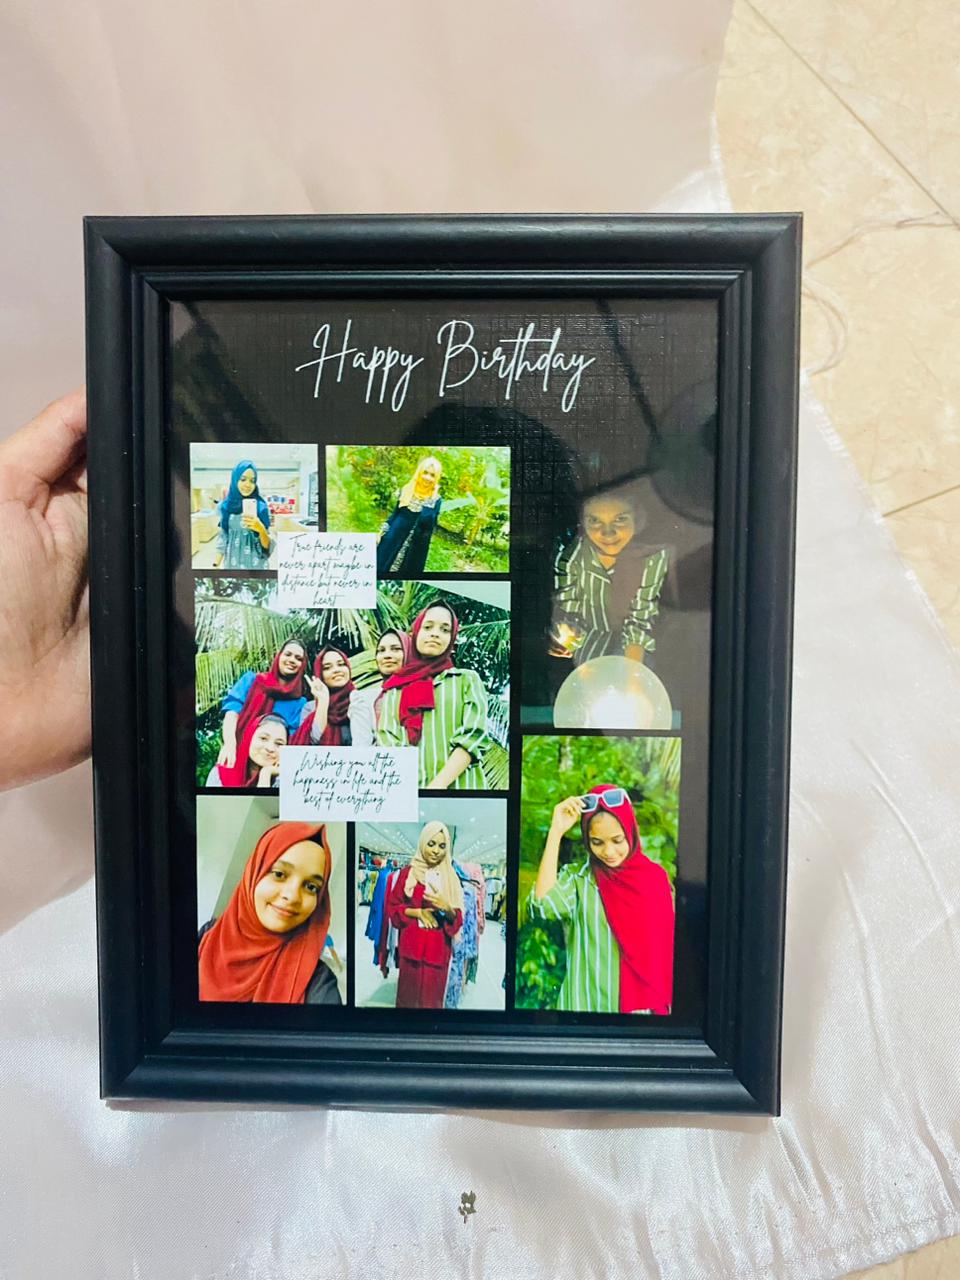 Happy Birthday
True friends are
never apart maybe in
distance but never in
heart
Wishing you all the
happiness in life and the
best of everything